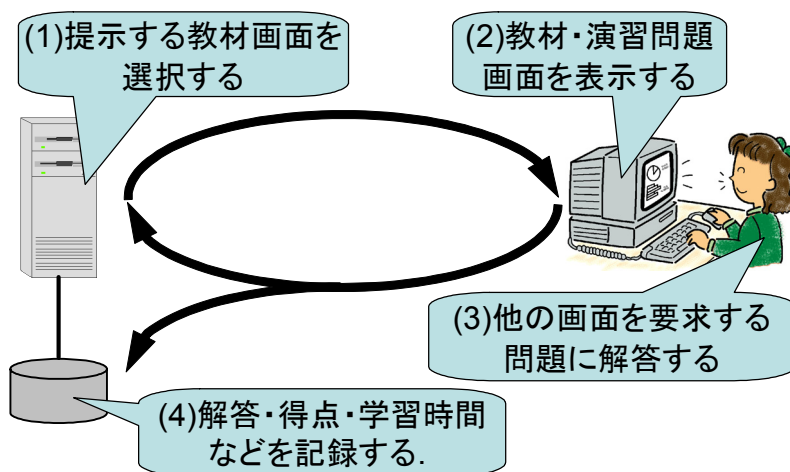 (1)提示する教材画面を
選択する
(2)教材・演習問題
画面を表示する
(3)他の画面を要求する
問題に解答する
(4)解答・得点・学習時間
などを記録する.